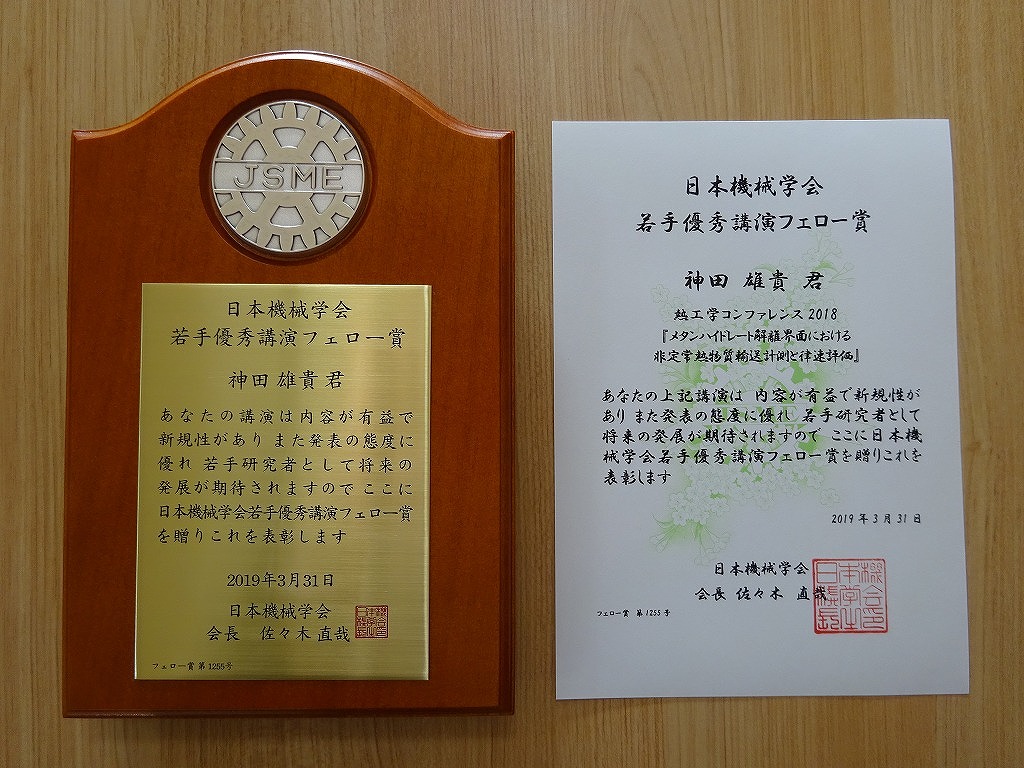 JSME
日本機械学会
若手優秀講演フェロー賞
神田 雄貴 君
あなたの講演は内容が有益で
新規性があり また発表の態度に
優れ 若手研究者として将来の
発展が期待されますので ここに
日本機械学会若手優秀講演フェロー賞
を贈りこれを表彰します
2019年3月31日
日本機械学会
会長 佐々木 直哉
フェロー賞 第1255号
日本機械学会
若手優秀講演フェロー賞
神田 雄貴 君
熱工学コンファレンス2018
『メタンハイドレート解離界面における
非定常熱物質輸送計測と律速評価』
あなたの上記講演は 内容が有益で新規性が
あり また発表の態度に優れ 若手研究者として
将来の発展が期待されますので ここに日本機
械学会若手優秀講演フェロー賞を贈りこれを
表彰します
2019年3月31日
日本機械学会
会長 佐々木 直哉
フェロー賞 第1255号